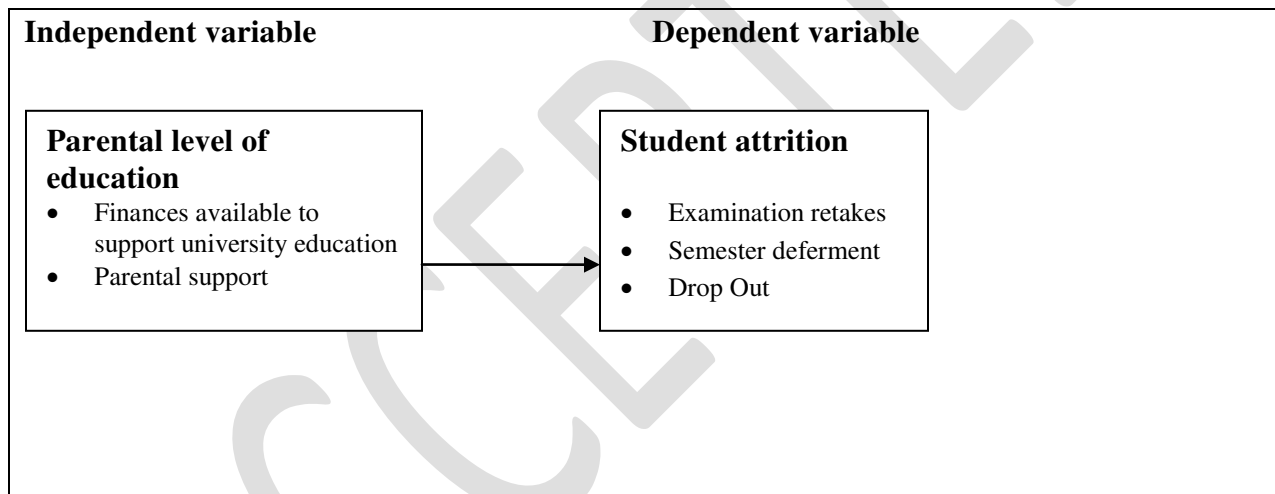 Independent variable
Dependent variable
Parental level of
education
• Finances available to
support university education
• Parental support
Student attrition
• Examination retakes
• Semester deferment
• Drop Out